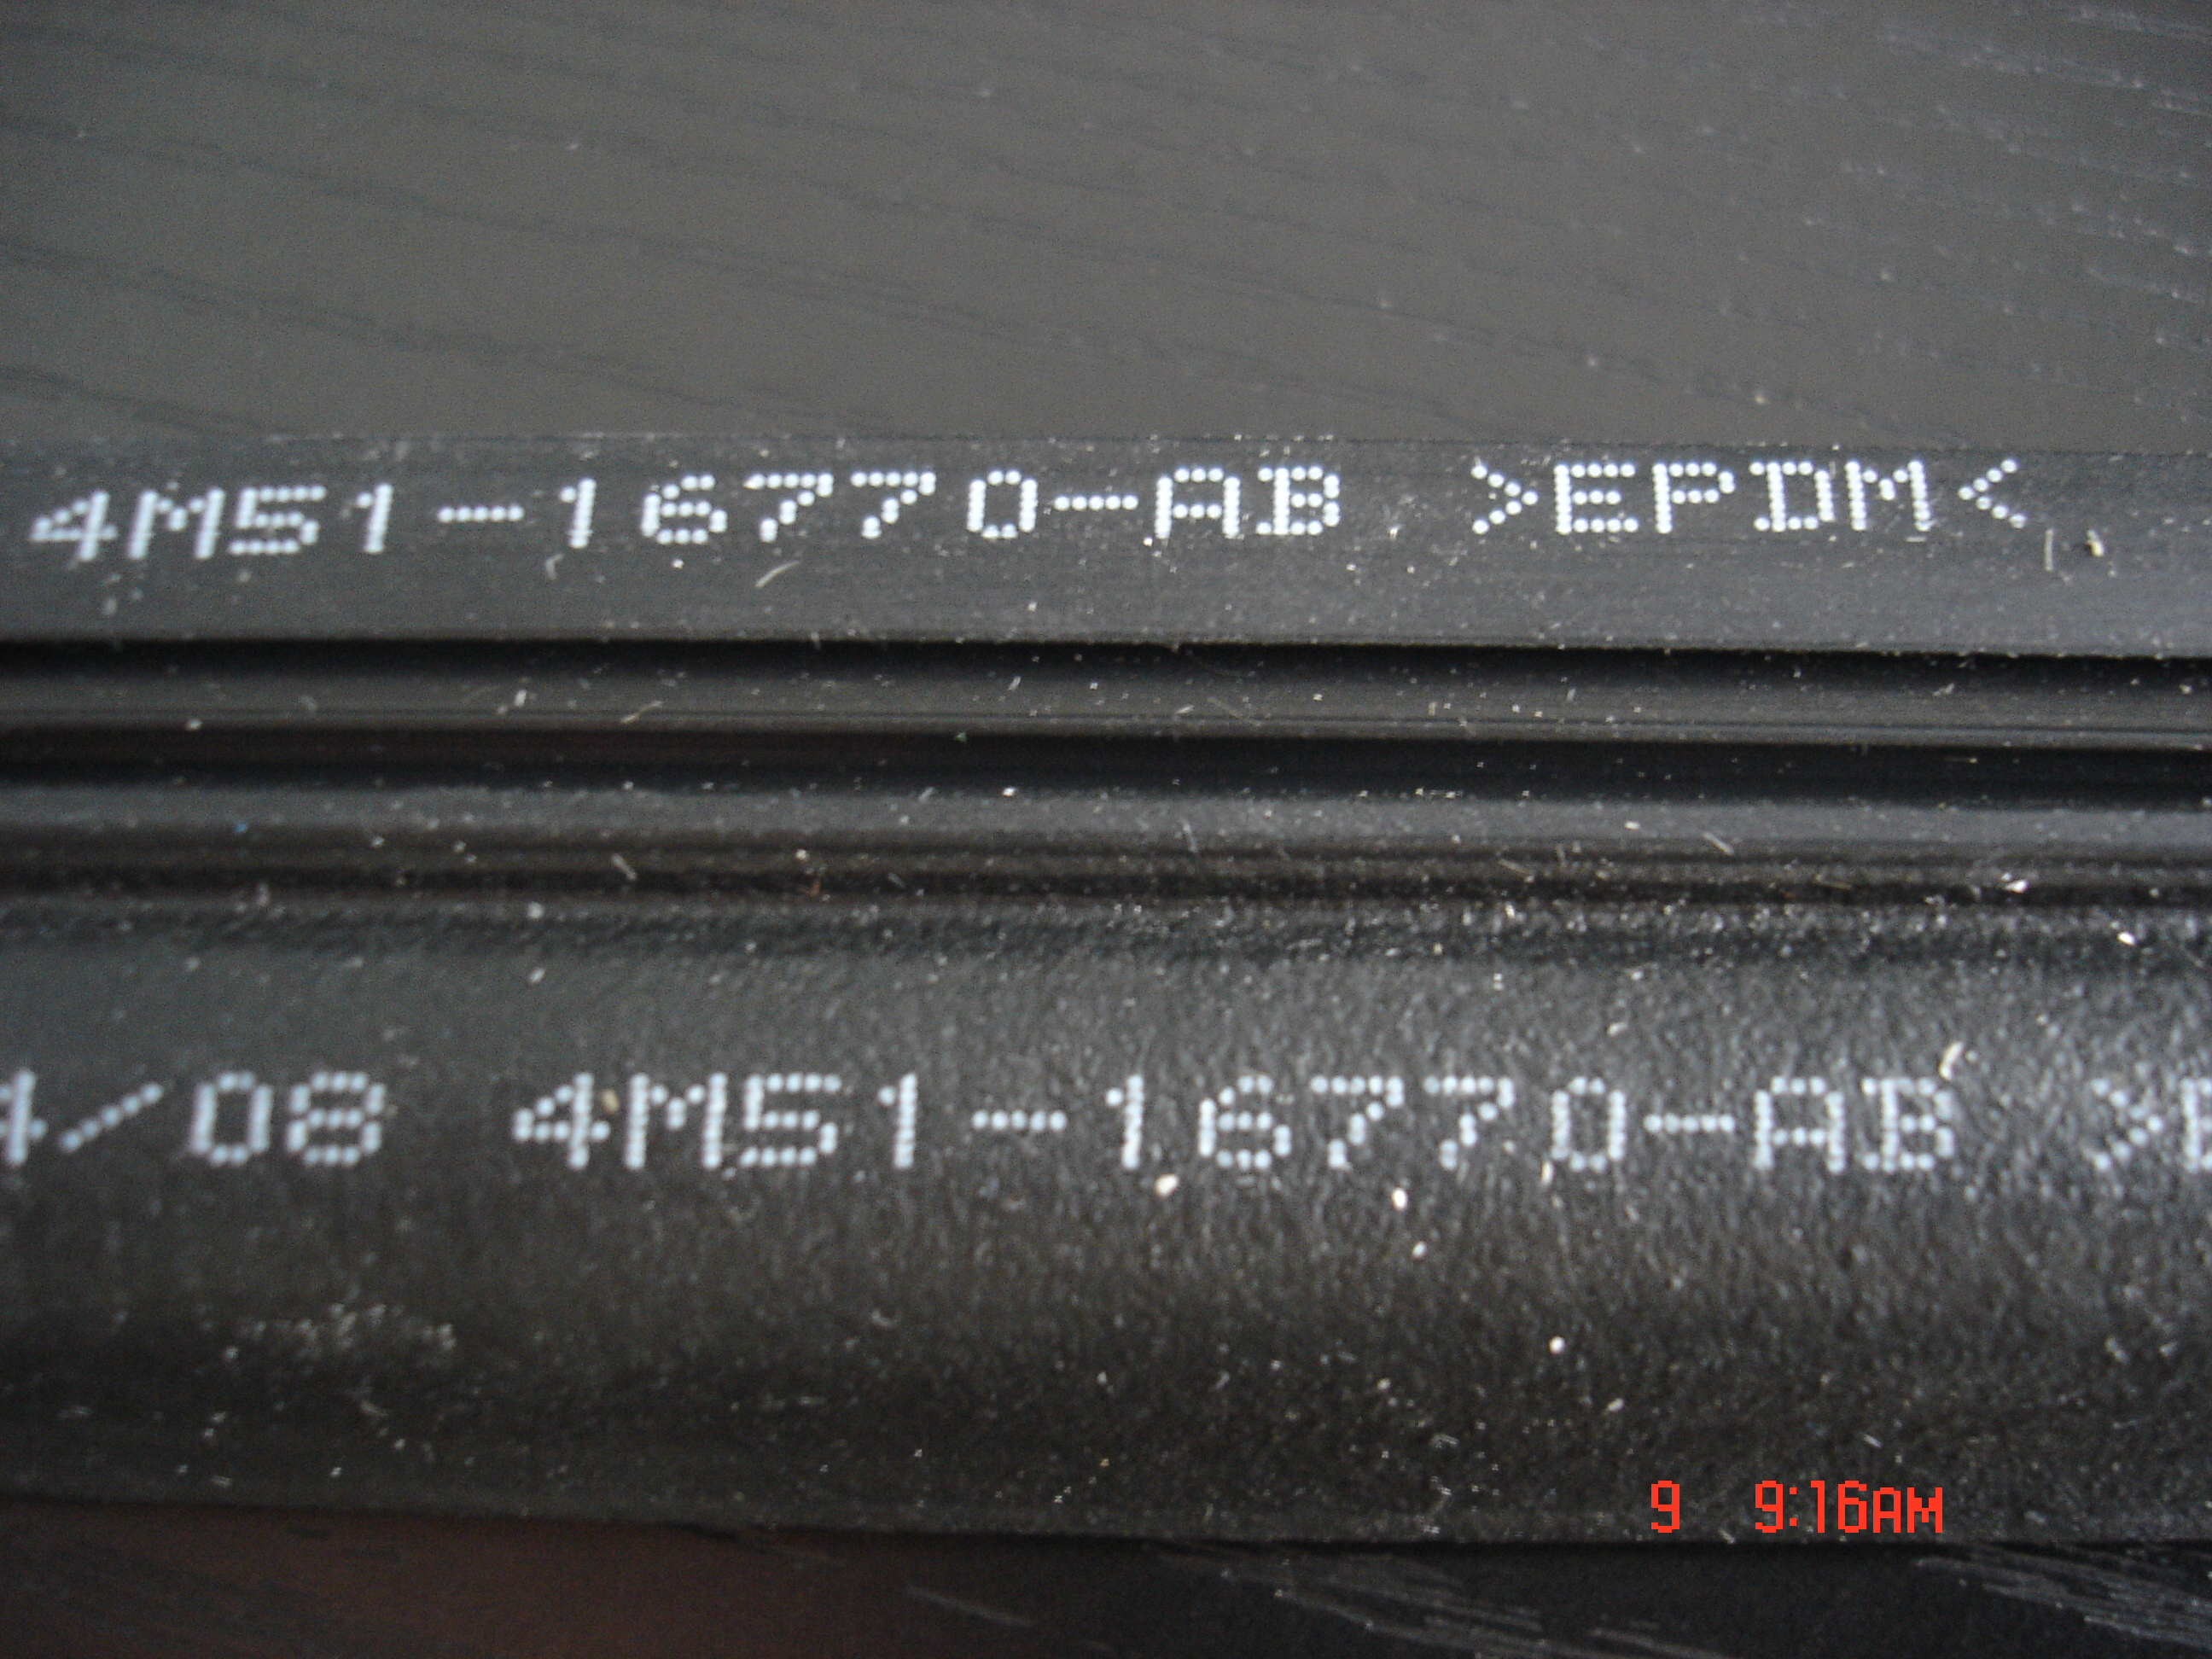 4M51-16770-AB >EPDM<
/08 4M51-16770-AB >
9 9:16AM